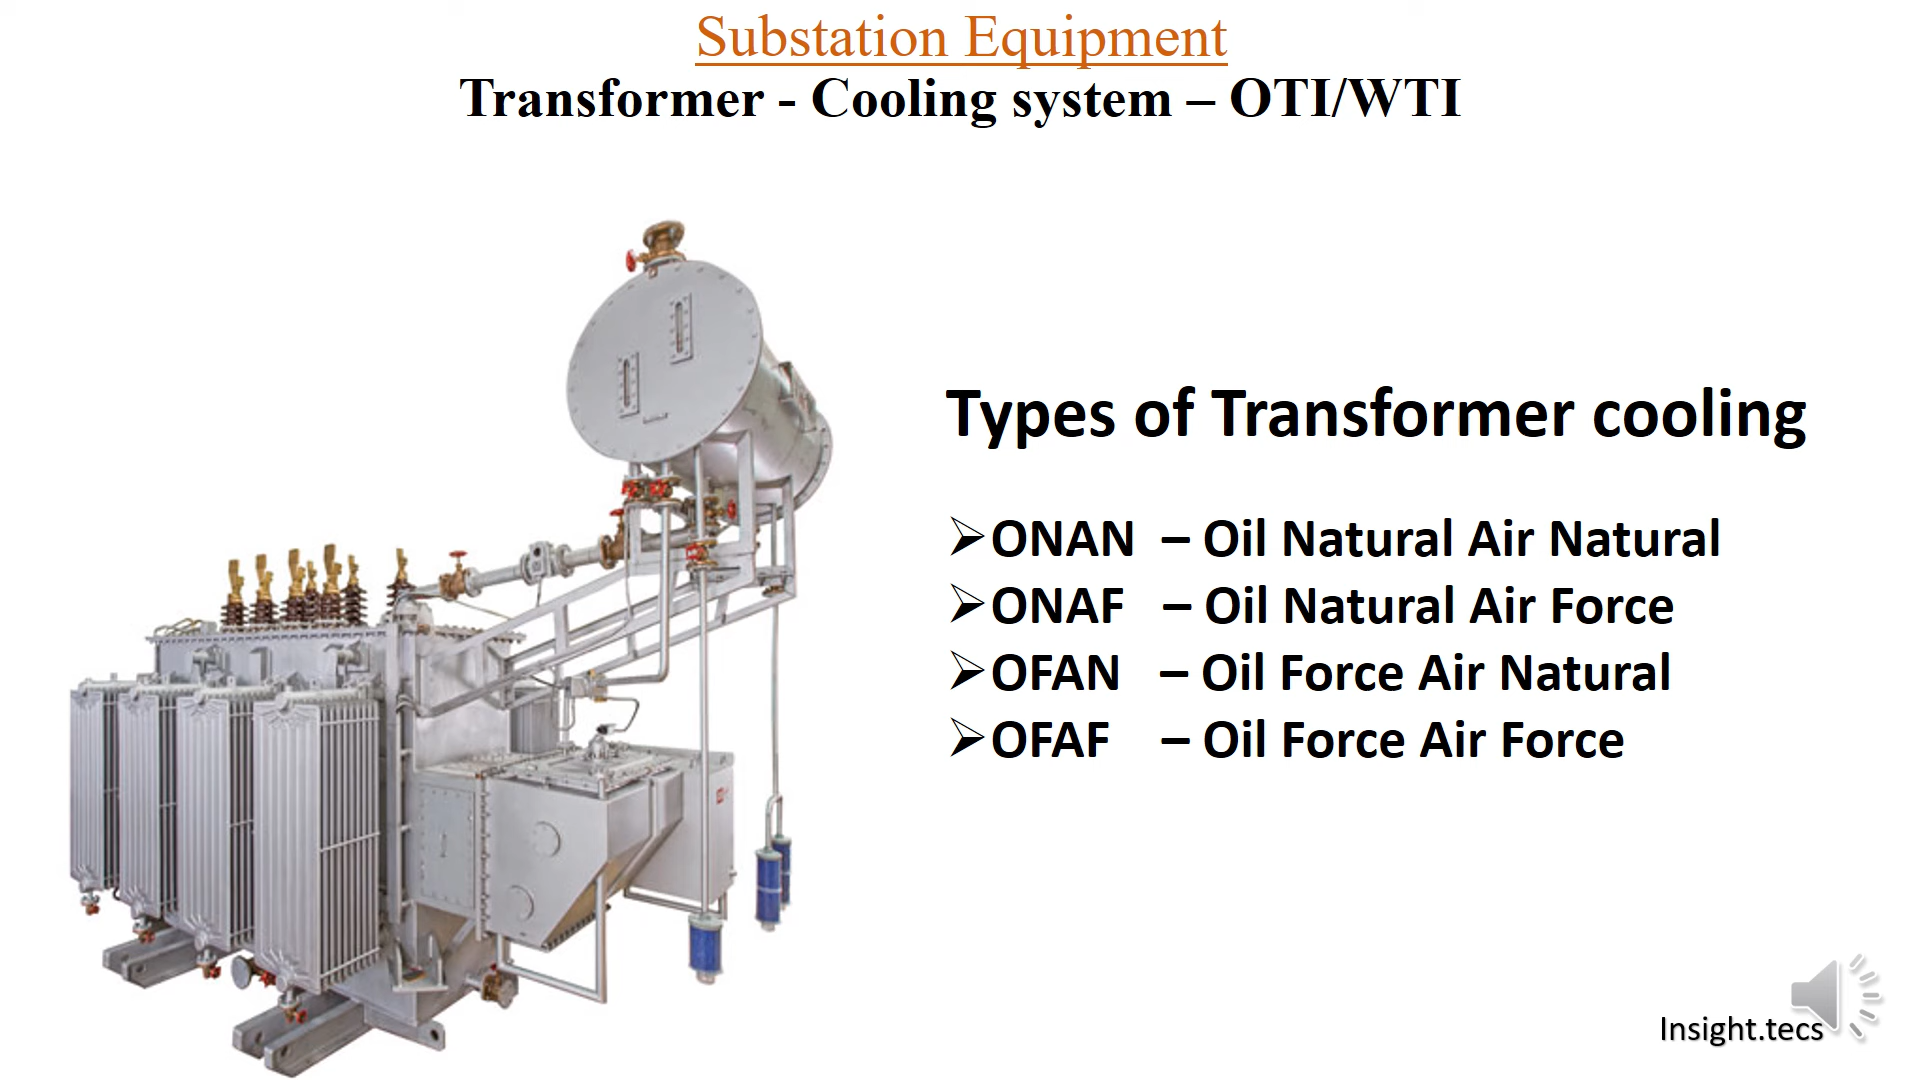 Substation Equipment
Transformer - Cooling system – OTI/WTI
Types of Transformer cooling
➢ONAN – Oil Natural Air Natural
➢ONAF – Oil Natural Air Force
➢OFAN – Oil Force Air Natural
➢OFAF – Oil Force Air Force
Insight.tecs